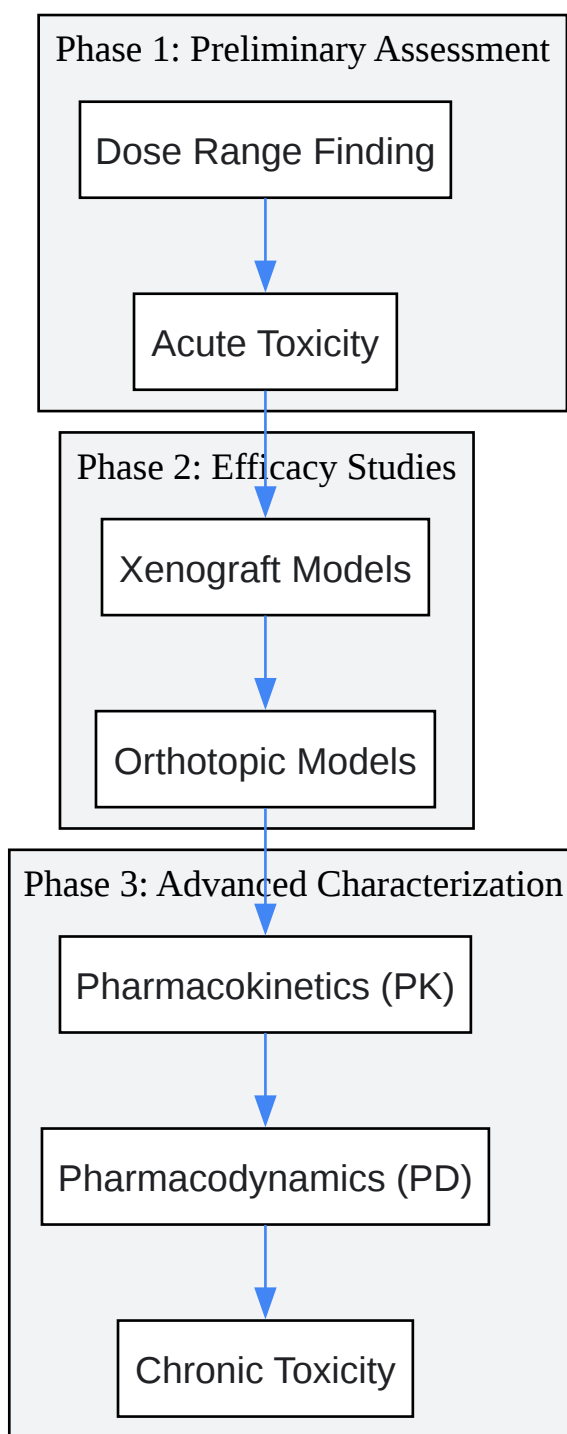 Phase 1: Preliminary Assessment
Dose Range Finding
Acute Toxicity
Phase 2: Efficacy Studies
Xenograft Models
Orthotopic Models
Phase 3: Advanced Characterization
Pharmacokinetics (PK)
Pharmacodynamics (PD)
Chronic Toxicity